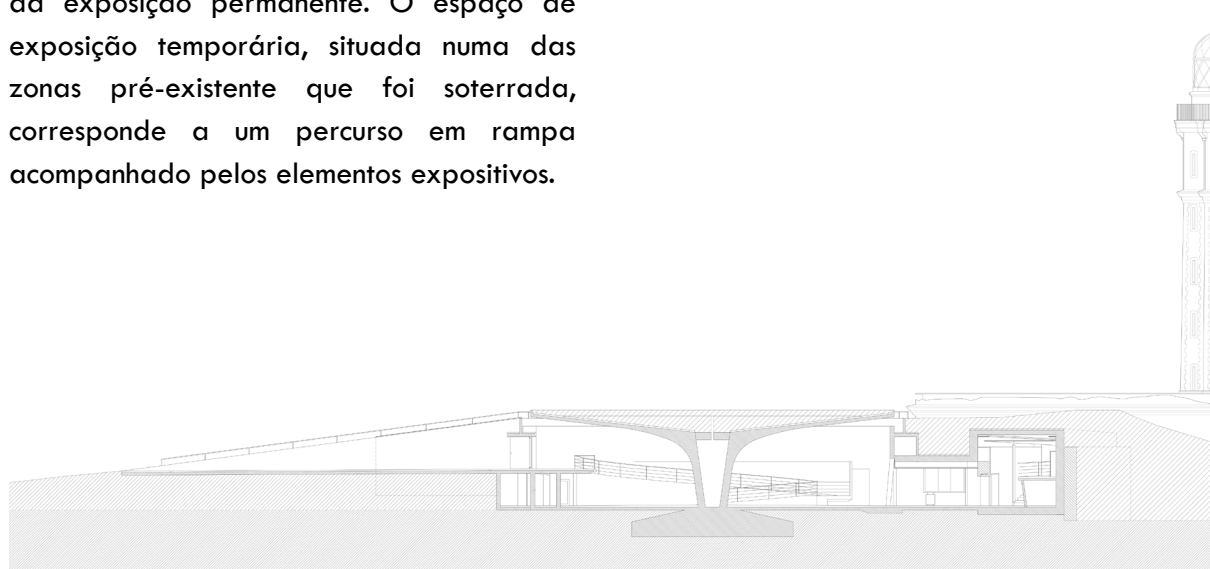 da exposição permanente. O espaço de
exposição temporária, situada numa das
zonas pré-existente que foi soterrada,
corresponde a um percurso em rampa
acompanhado pelos elementos expositivos.